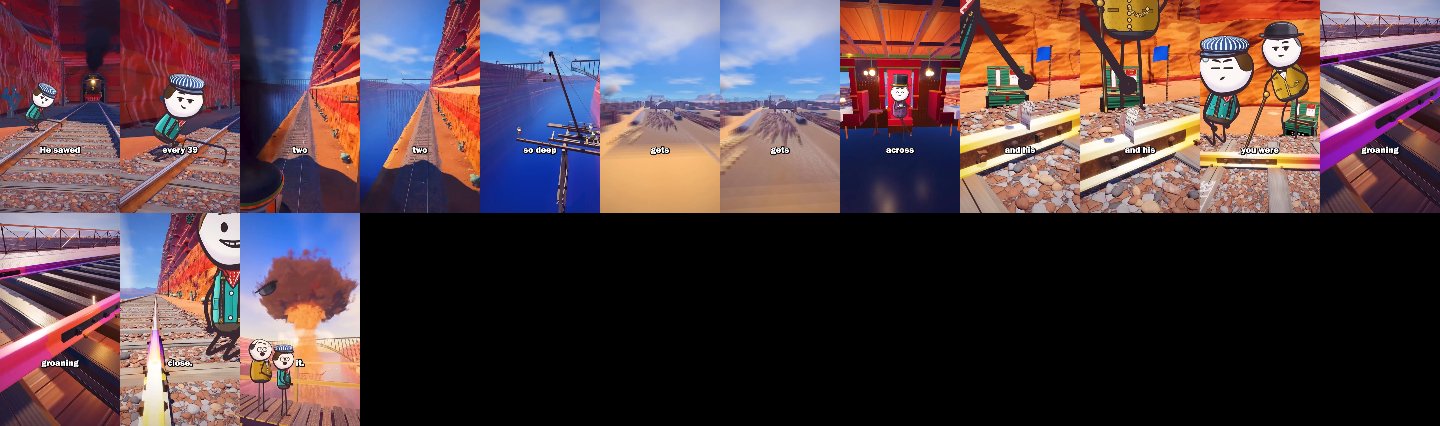 He sawed
every 39
two
two
so deep
gets
gets
across
and his
and his
you were
groaning
groaning
close.
it.